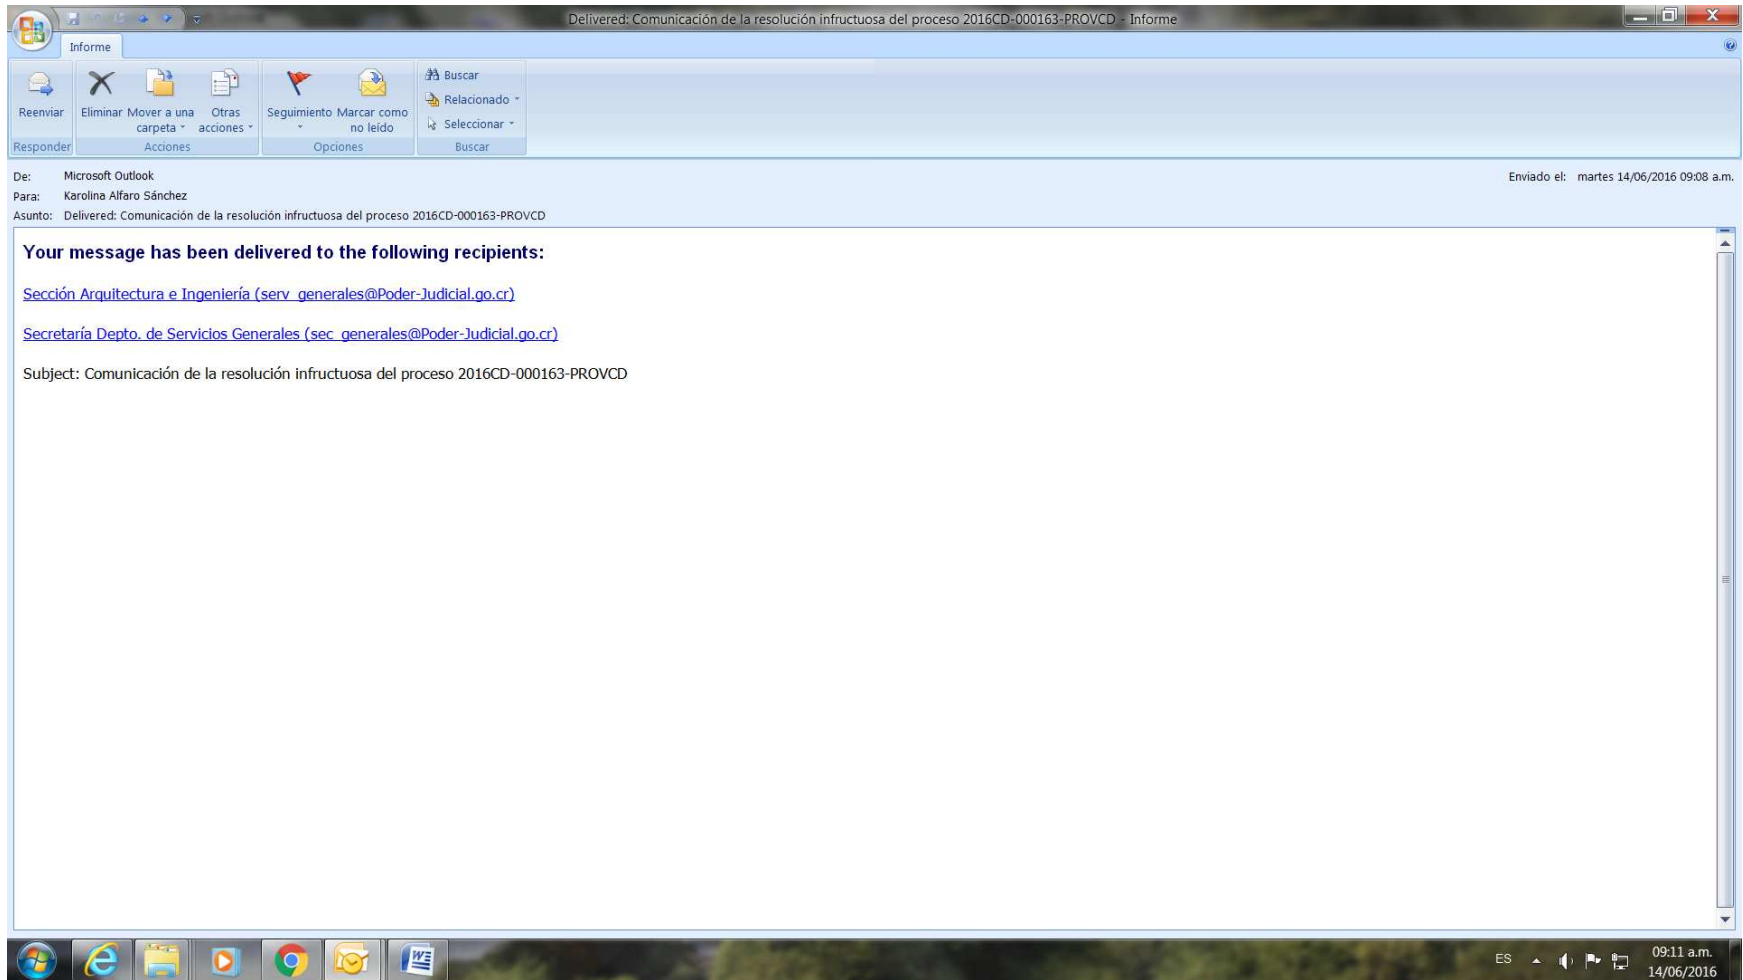 Delivered: Comunicación de la resolución infructuosa del proceso 2016CD-000163-PROVCD - Informe
Informe
Reenviar
Eliminar
Mover a una
carpeta
Otras
acciones
Seguimiento
Marcar como
no leído
Buscar
Relacionado
Seleccionar
Responder
Acciones
Opciones
Buscar
De: Microsoft Outlook
Enviado el: martes 14/06/2016 09:08 a.m.
Para: Karolina Alfaro Sánchez
Asunto: Delivered: Comunicación de la resolución infructuosa del proceso 2016CD-000163-PROVCD
Your message has been delivered to the following recipients:
Sección Arquitectura e Ingeniería (serv_generales@Poder-Judicial.go.cr)
Secretaría Depto. de Servicios Generales (sec_generales@Poder-Judicial.go.cr)
Subject: Comunicación de la resolución infructuosa del proceso 2016CD-000163-PROVCD
ES
09:11 a.m.
14/06/2016